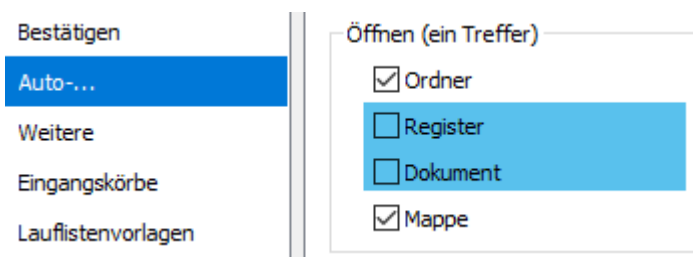 Bestätigen
Auto-...
Weitere
Eingangskörbe
Lauflistenvorlagen
Öffnen (ein Treffer)
Ordner
Register
Dokument
Mappe